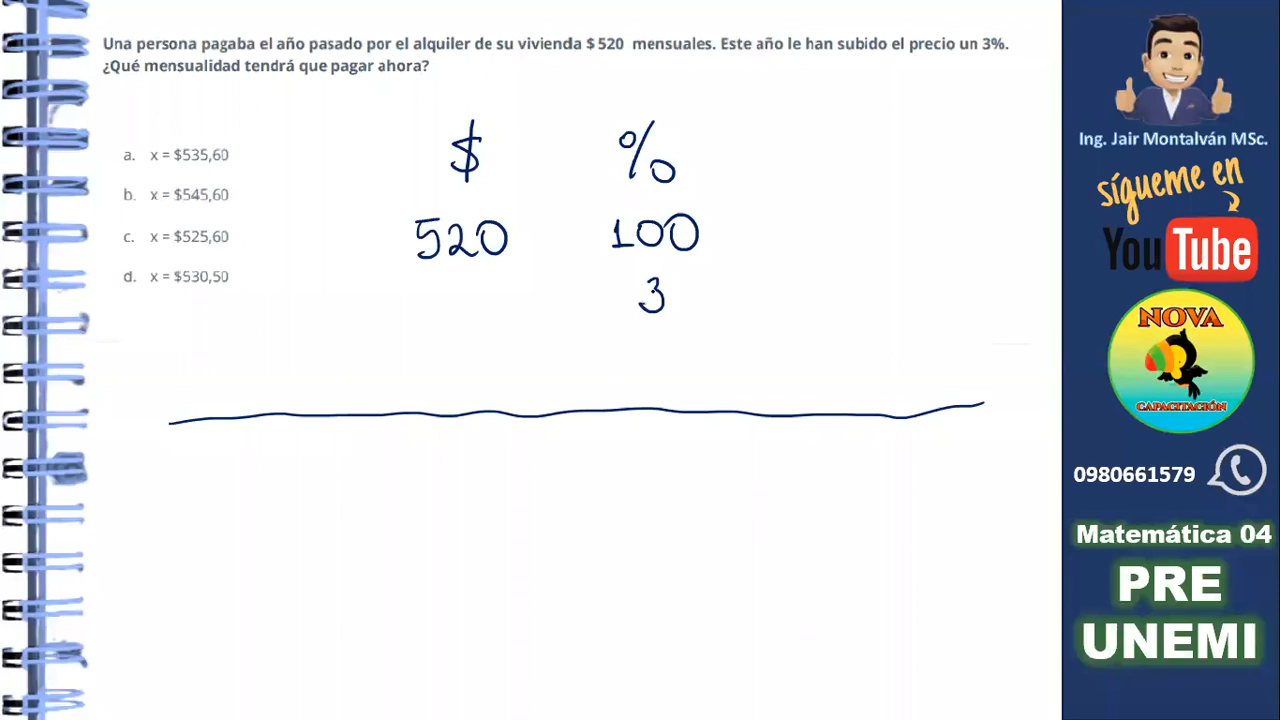 Una persona pagaba el año pasado por el alquiler de su vivienda $ 520 mensuales. Este año le han subido el precio un 3%.
¿Qué mensualidad tendrá que pagar ahora?
a. x = $535,60
b. x = $545,60
c. x = $525,60
d. x = $530,50
$ %
520 100
3
Ing. Jair Montalván MSc.
sígueme en
YouTube
NOVA
CAPACITACIÓN
0980661579
Matemática 04
PRE
UNEMI